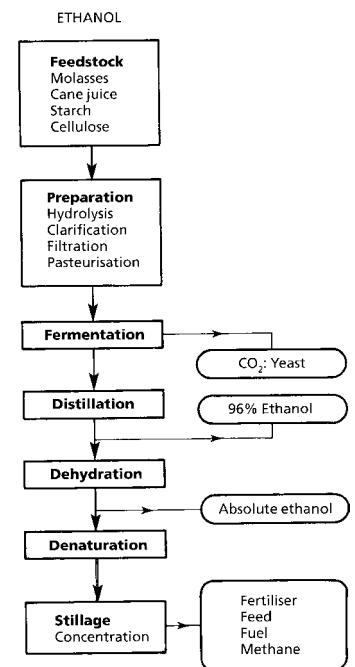 ETHANOL
Feedstock
Molasses
Cane juice
Starch
Cellulose
Preparation
Hydrolysis
Clarification
Filtration
Pasteurisation
Fermentation
CO₂: Yeast
Distillation
96% Ethanol
Dehydration
Absolute ethanol
Denaturation
Stillage
Concentration
Fertiliser
Feed
Fuel
Methane